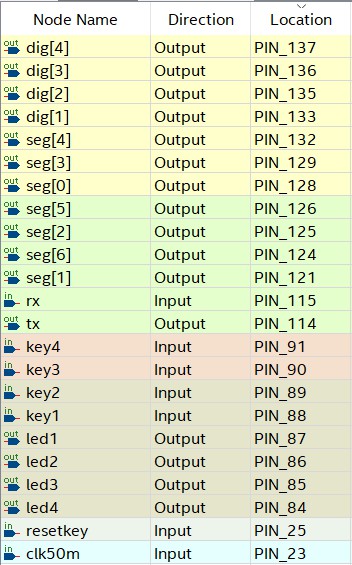 Node Name Direction Location
out dig[4] Output PIN_137
out dig[3] Output PIN_136
out dig[2] Output PIN_135
out dig[1] Output PIN_133
out seg[4] Output PIN_132
out seg[3] Output PIN_129
out seg[0] Output PIN_128
out seg[5] Output PIN_126
out seg[2] Output PIN_125
out seg[6] Output PIN_124
out seg[1] Output PIN_121
in rx Input PIN_115
out tx Output PIN_114
in key4 Input PIN_91
in key3 Input PIN_90
in key2 Input PIN_89
in key1 Input PIN_88
out led1 Output PIN_87
out led2 Output PIN_86
out led3 Output PIN_85
out led4 Output PIN_84
in resetkey Input PIN_25
in clk50m Input PIN_23